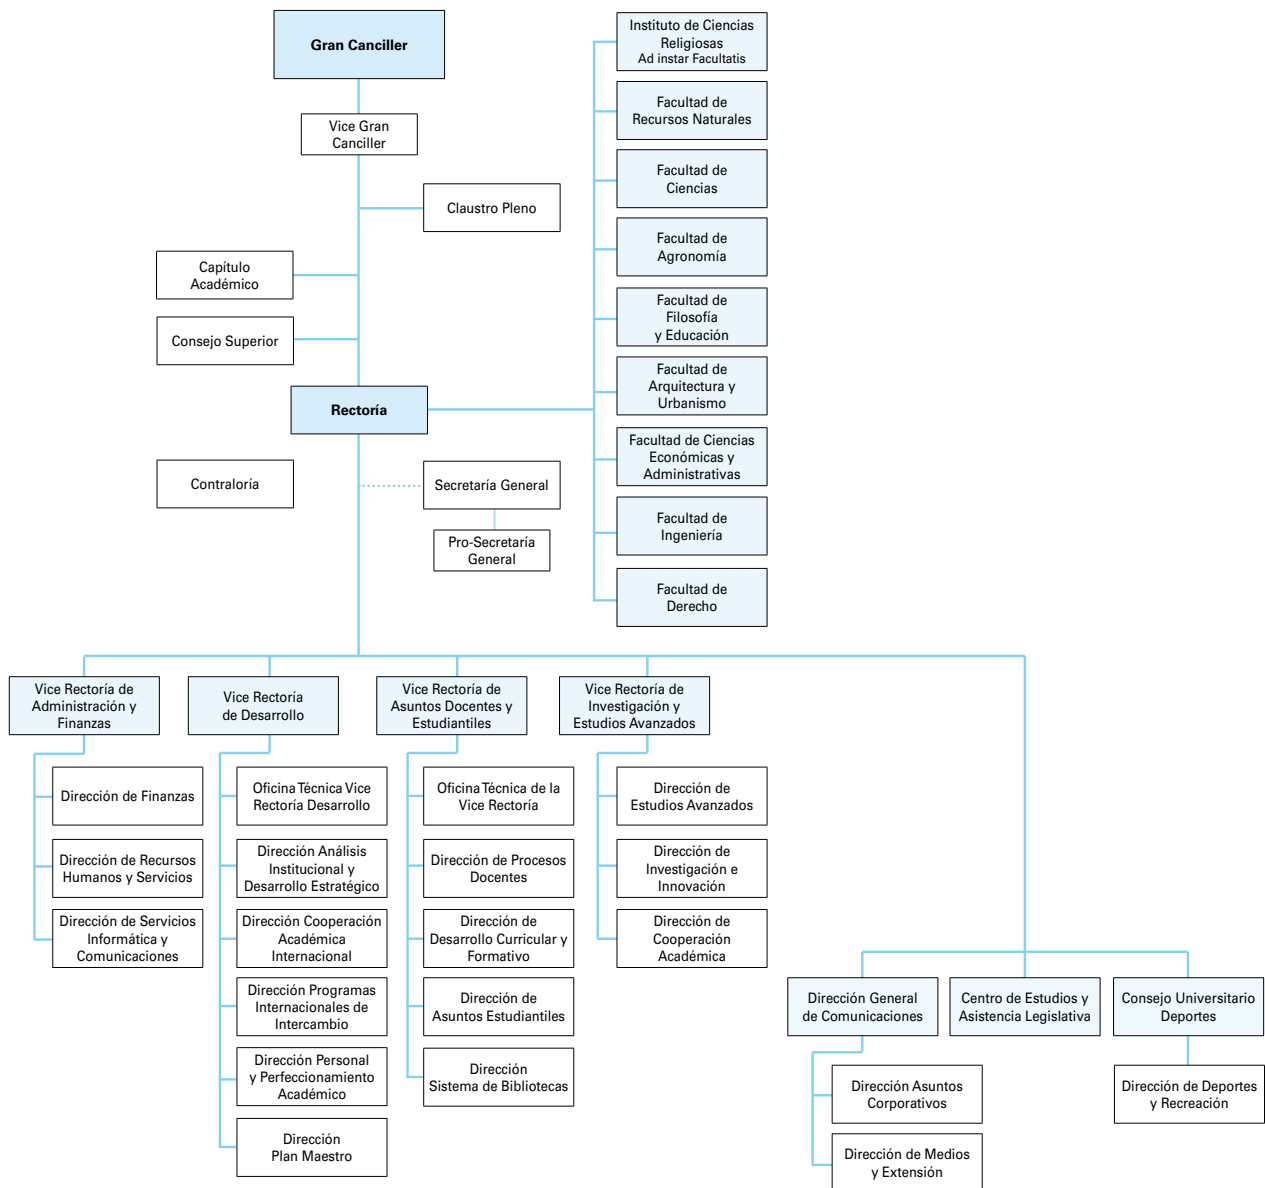 Gran Canciller
Vice Gran
Canciller
Claustro Pleno
Capítulo
Académico
Consejo Superior
Rectoría
Contraloría
Secretaría General
Pro-Secretaría
General
Instituto de Ciencias
Religiosas
Ad instar Facultatis
Facultad de
Recursos Naturales
Facultad de
Ciencias
Facultad de
Agronomía
Facultad de
Filosofía
y Educación
Facultad de
Arquitectura y
Urbanismo
Facultad de Ciencias
Económicas y
Administrativas
Facultad de
Ingeniería
Facultad de
Derecho
Vice Rectoría de
Administración y
Finanzas
Dirección de Finanzas
Dirección de Recursos
Humanos y Servicios
Dirección de Servicios
Informática y
Comunicaciones
Vice Rectoría
de Desarrollo
Oficina Técnica Vice
Rectoría Desarrollo
Dirección Análisis
Institucional y
Desarrollo Estratégico
Dirección Cooperación
Académica
Internacional
Dirección Programas
Internacionales de
Intercambio
Dirección Personal
y Perfeccionamiento
Académico
Dirección
Plan Maestro
Vice Rectoría de
Asuntos Docentes y
Estudiantiles
Oficina Técnica de la
Vice Rectoría
Dirección de Procesos
Docentes
Dirección de
Desarrollo Curricular y
Formativo
Dirección de
Asuntos Estudiantiles
Dirección
Sistema de Bibliotecas
Vice Rectoría de
Investigación y
Estudios Avanzados
Dirección de
Estudios Avanzados
Dirección de
Investigación e
Innovación
Dirección de
Cooperación
Académica
Dirección General
de Comunicaciones
Dirección Asuntos
Corporativos
Dirección de Medios
y Extensión
Centro de Estudios y
Asistencia Legislativa
Consejo Universitario
Deportes
Dirección de Deportes
y Recreación